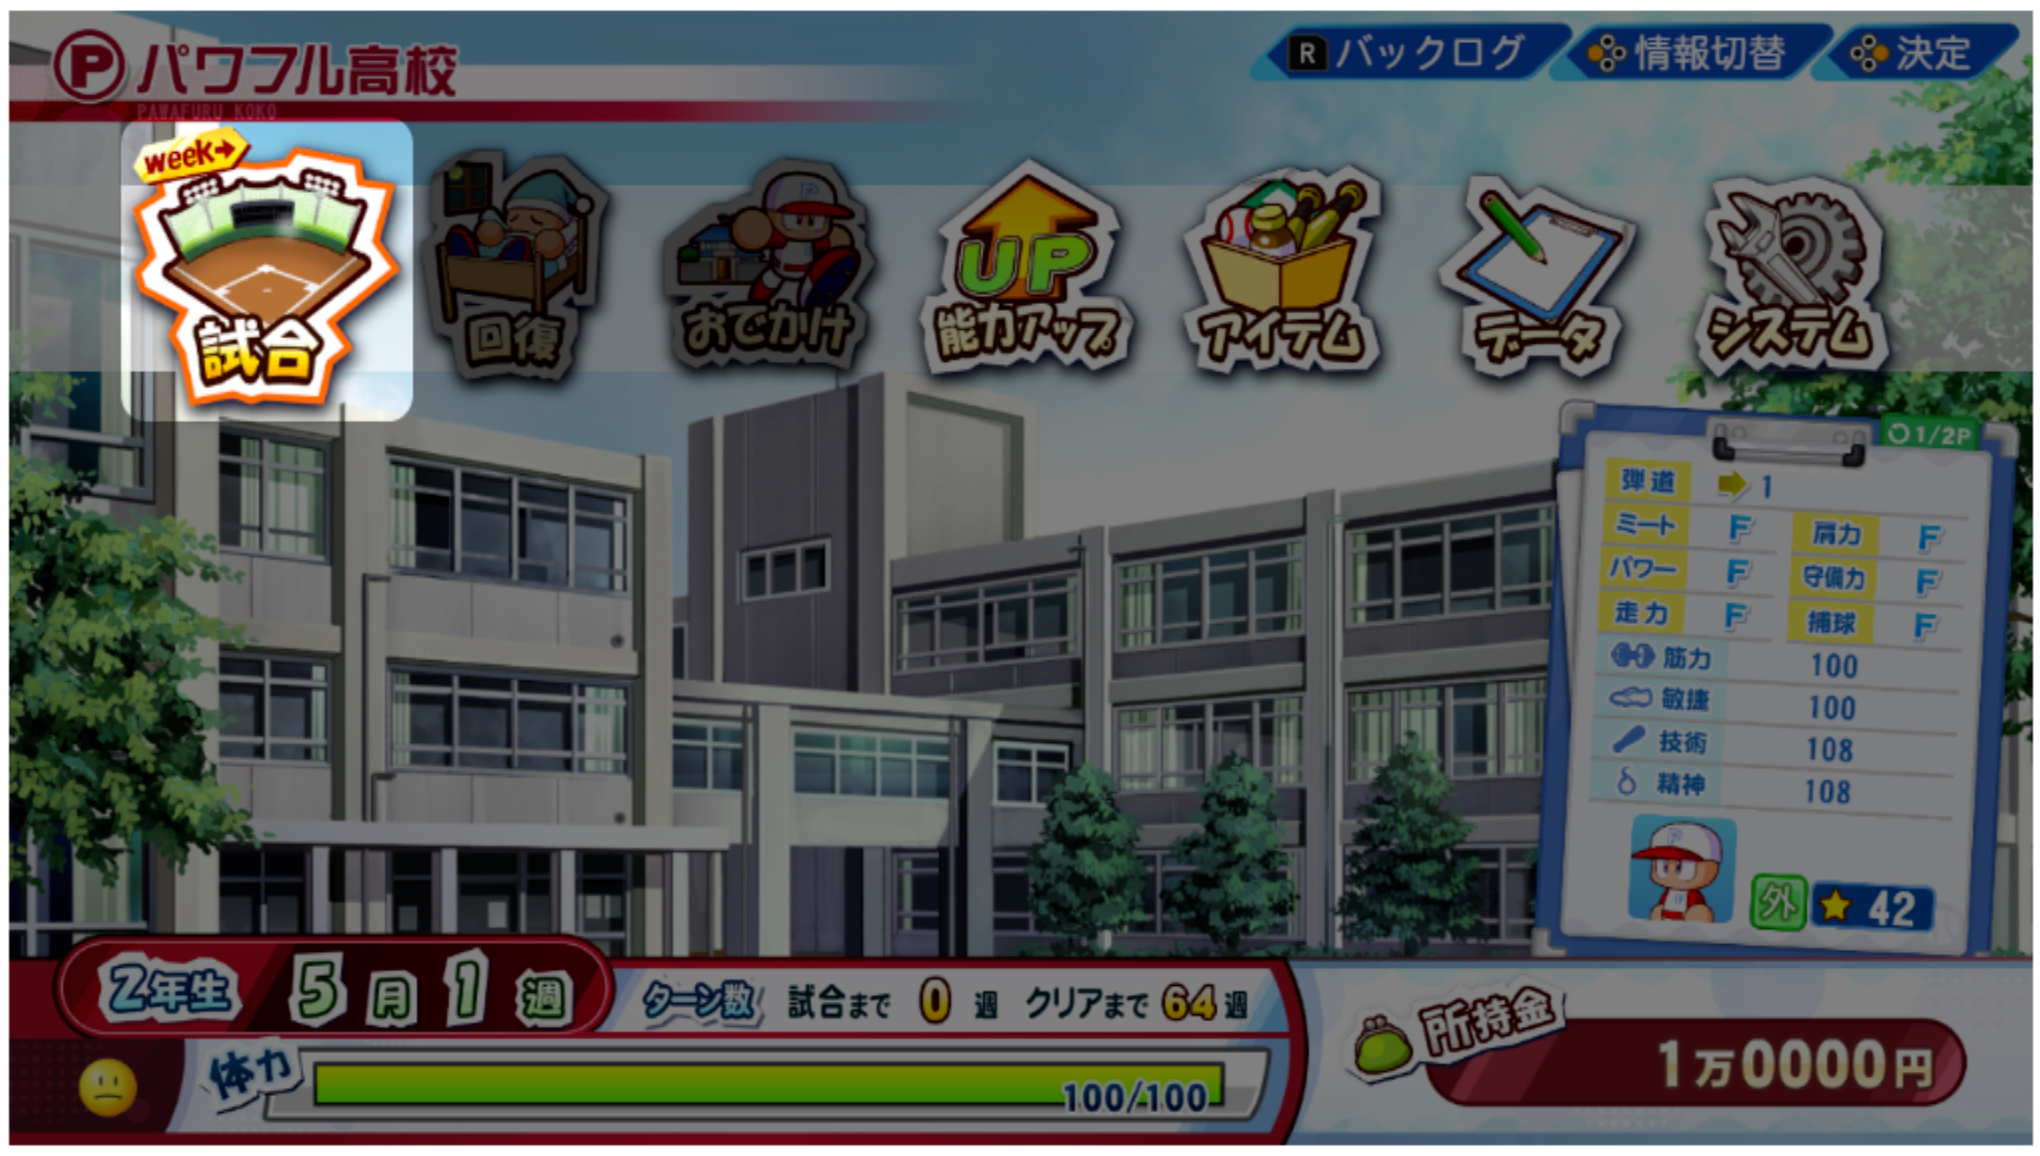 P パワフル高校
PAWAFURU KOKO
R バックログ
情報切替
決定
week
試合
回復
おでかけ
UP
能力アップ
アイテム
データ
システム
1/2P
弾道 1
ミート F 肩力 F
パワー F 守備力 F
走力 F 捕球 F
筋力 100
敏捷 100
技術 108
精神 108
外 42
2年生 5月1週
ターン数 試合まで 0 週 クリアまで 64 週
体力 100/100
所持金
1万0000円